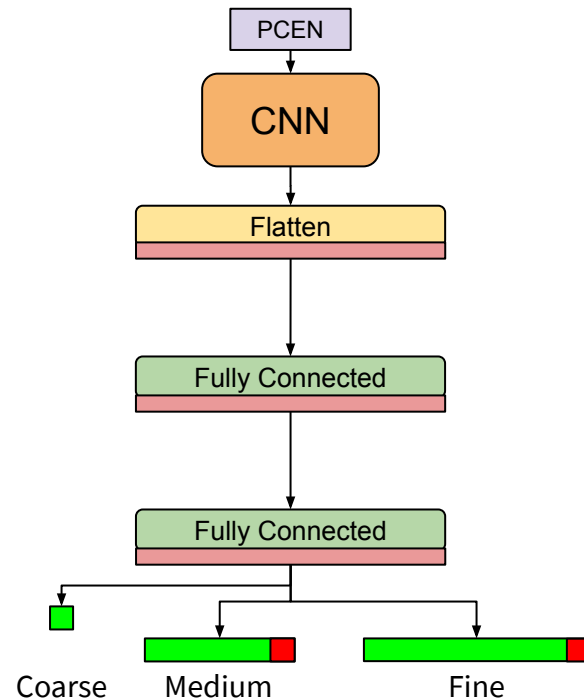 PCEN
CNN
Flatten
Fully Connected
Fully Connected
Coarse Medium Fine